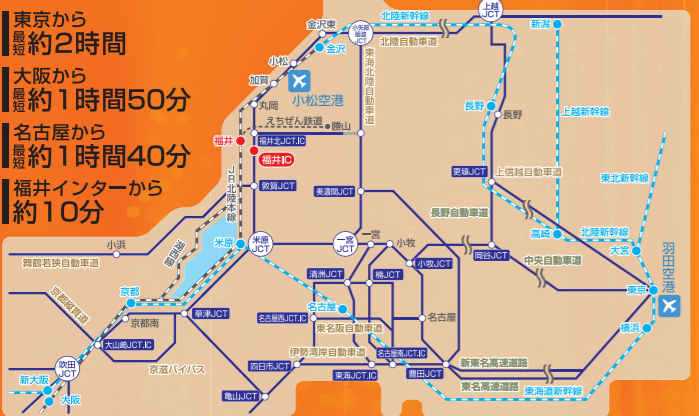 東京から
最短約2時間
大阪から
最短約1時間50分
名古屋から
最短約1時間40分
福井インターから
約10分
金沢東
小矢部砺波JCT
北陸新幹線
上越JCT
新潟
金沢
北陸自動車道
小松
加賀
小松空港
東海北陸自動車道
長野
長野
上越新幹線
丸岡
えちぜん鉄道
勝山
福井
福井北JCT.IC
福井IC
更埴JCT
上信越自動車道
東北新幹線
JR北陸本線
敦賀JCT
美濃関JCT
長野自動車道
高崎
北陸新幹線
大宮
羽田空港
小浜
米原
米原JCT
一宮JCT
一宮
小牧
岡谷JCT
中央自動車道
舞鶴若狭自動車道
湖西線
清洲JCT
楠JCT
小牧JCT
東京
京都
京都縦貫道
草津JCT
名古屋
京都南
名古屋西JCT.IC
名古屋
東名阪自動車道
横浜
大山崎JCT.IC
伊勢湾岸自動車道
名古屋南JCT.IC
吹田JCT
京滋バイパス
四日市JCT
新東名高速道路
新大阪
東海JCT.IC
豊田JCT
東名高速道路
大阪
亀山JCT
東海道新幹線